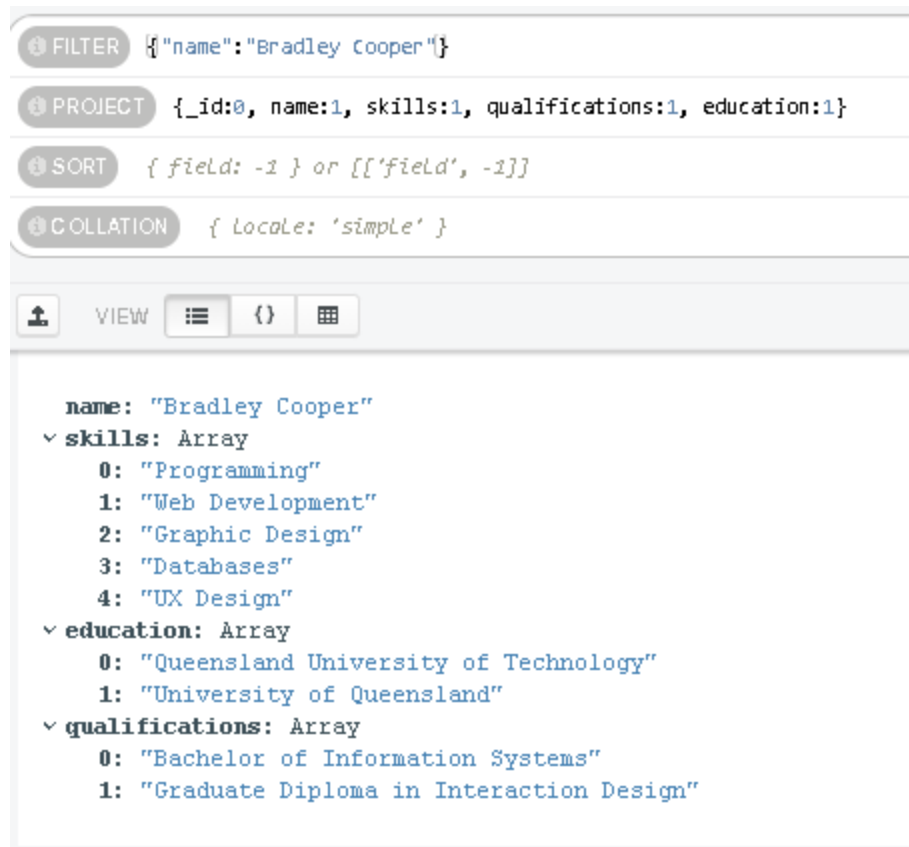 FILTER {"name":"Bradley Cooper"}
PROJECT {_id:0, name:1, skills:1, qualifications:1, education:1}
SORT { field: -1 } or [['field', -1]]
COLLATION { locale: 'simple' }
VIEW {}
name: "Bradley Cooper"
skills: Array
0: "Programming"
1: "Web Development"
2: "Graphic Design"
3: "Databases"
4: "UX Design"
education: Array
0: "Queensland University of Technology"
1: "University of Queensland"
qualifications: Array
0: "Bachelor of Information Systems"
1: "Graduate Diploma in Interaction Design"